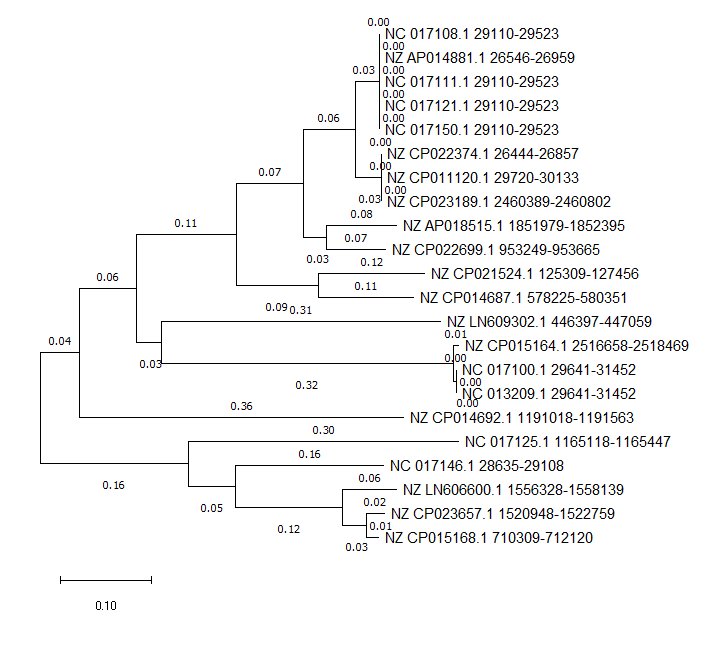 0.00
NC 017108.1 29110-29523
0.00
NZ AP014881.1 26546-26959
0.03
0.00
NC 017111.1 29110-29523
0.00
NC 017121.1 29110-29523
0.06
0.00
NC 017150.1 29110-29523
0.00
NZ CP022374.1 26444-26857
0.07
0.00
NZ CP011120.1 29720-30133
0.00
0.03
NZ CP023189.1 2460389-2460802
0.08
0.11
NZ AP018515.1 1851979-1852395
0.07
NZ CP022699.1 953249-953665
0.03
0.12
0.06
NZ CP021524.1 125309-127456
0.11
NZ CP014687.1 578225-580351
0.09
0.31
NZ LN609302.1 446397-447059
0.01
0.04
NZ CP015164.1 2516658-2518469
0.00
0.03
NC 017100.1 29641-31452
0.00
0.32
NC 013209.1 29641-31452
0.00
0.36
NZ CP014692.1 1191018-1191563
0.30
NC 017125.1 1165118-1165447
0.16
NC 017146.1 28635-29108
0.16
0.06
NZ LN606600.1 1556328-1558139
0.05
0.02
NZ CP023657.1 1520948-1522759
0.12
0.01
NZ CP015168.1 710309-712120
0.03
0.10